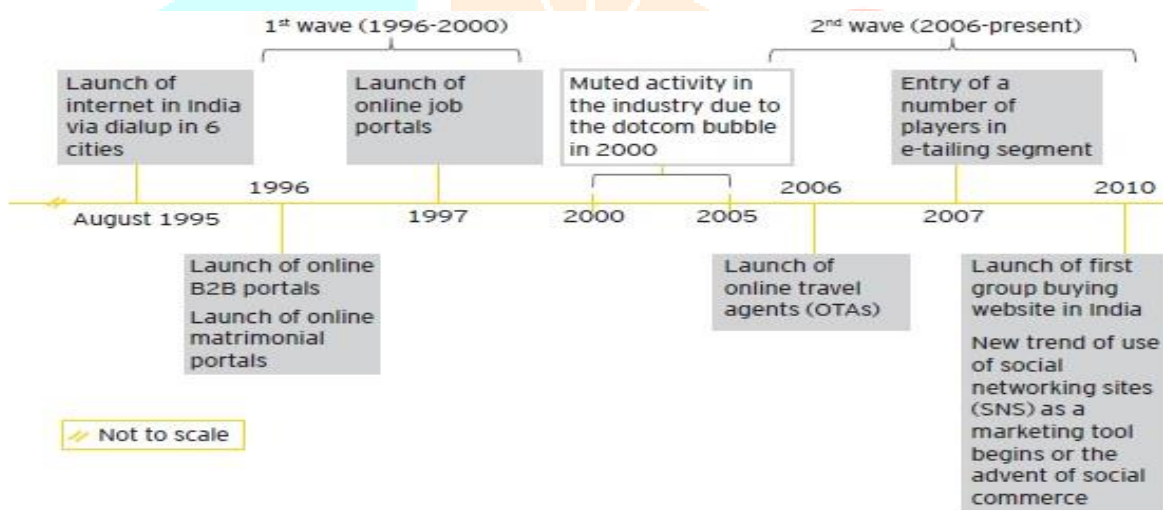 1st wave (1996-2000)
2nd wave (2006-present)
Launch of
internet in India
via dialup in 6
cities
Launch of
online job
portals
Muted activity in
the industry due to
the dotcom bubble
in 2000
Entry of a
number of
players in
e-tailing segment
1996
2006
2010
August 1995
1997
2000
2005
2007
Launch of online
B2B portals
Launch of online
matrimonial
portals
Launch of
online travel
agents (OTAs)
Launch of first
group buying
website in India
New trend of use
of social
networking sites
(SNS) as a
marketing tool
begins or the
advent of social
commerce
Not to scale